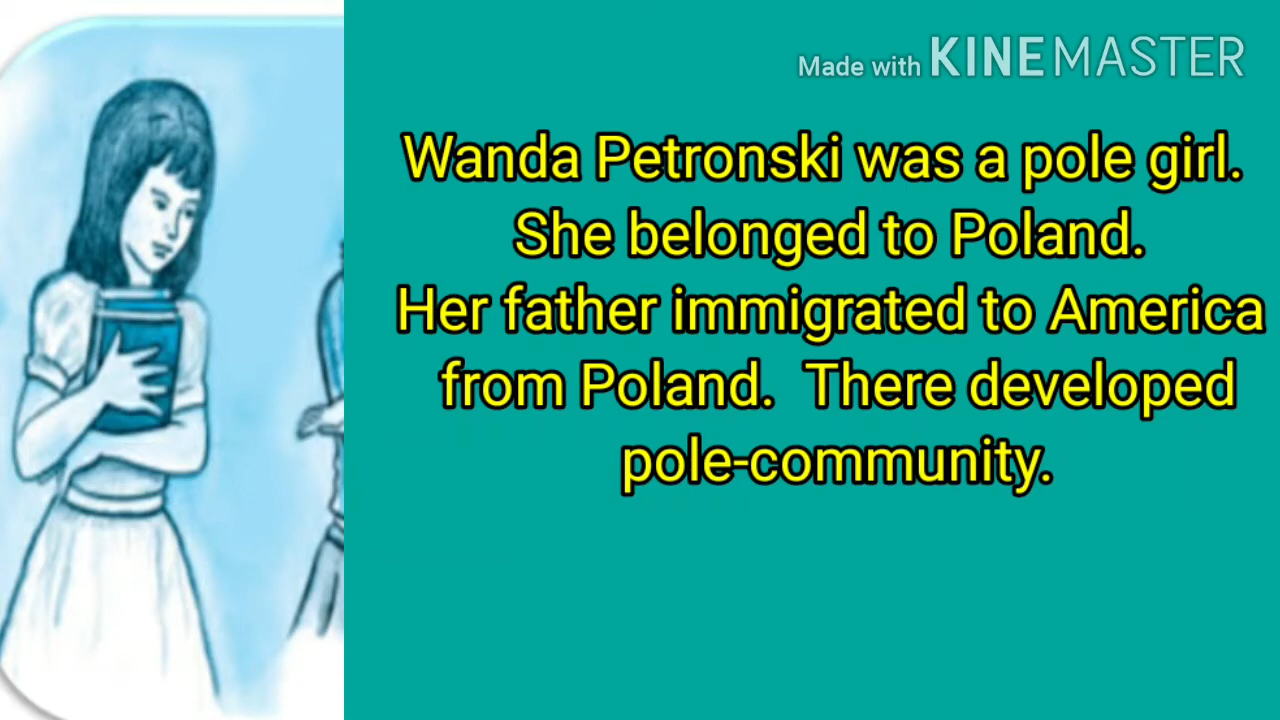 Made with KINEMASTER
Wanda Petronski was a pole girl.
She belonged to Poland.
Her father immigrated to America
from Poland. There developed
pole-community.